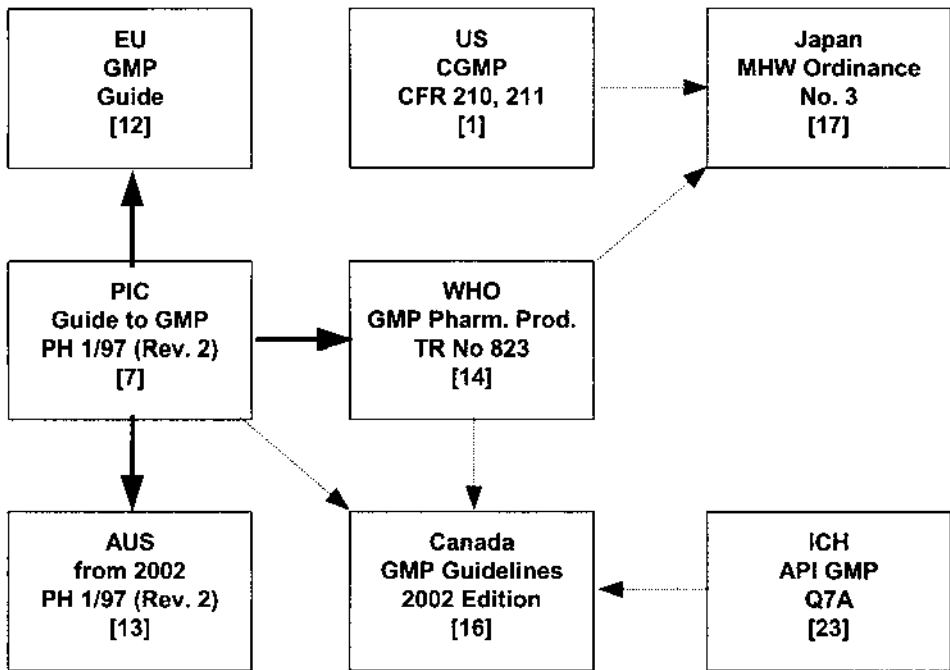 EU
GMP
Guide
[12]
US
CGMP
CFR 210, 211
[1]
Japan
MHW Ordinance
No. 3
[17]
PIC
Guide to GMP
PH 1/97 (Rev. 2)
[7]
WHO
GMP Pharm. Prod.
TR No 823
[14]
AUS
from 2002
PH 1/97 (Rev. 2)
[13]
Canada
GMP Guidelines
2002 Edition
[16]
ICH
API GMP
Q7A
[23]